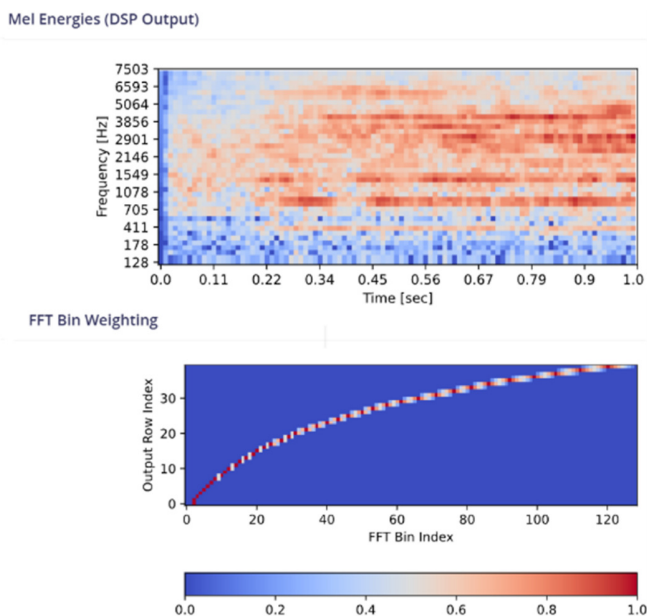 Mel Energies (DSP Output)
7503
6593
5064
3856
2901
2146
1549
1078
705
411
178
128
Frequency [Hz]
0.0 0.11 0.22 0.34 0.45 0.56 0.67 0.79 0.9 1.0
Time [sec]
FFT Bin Weighting
30
20
10
0
Output Row Index
0 20 40 60 80 100 120
FFT Bin Index
0.0 0.2 0.4 0.6 0.8 1.0